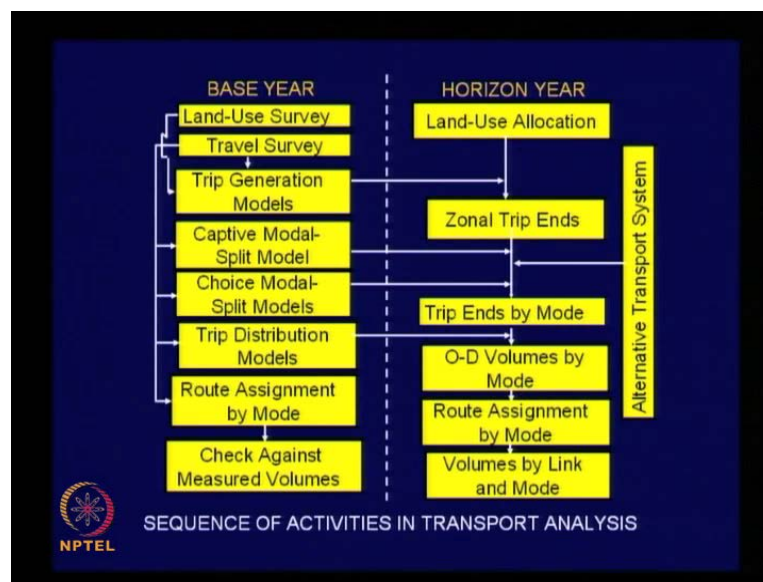 BASE YEAR
Land-Use Survey
Travel Survey
Trip Generation
Models
Captive Modal-
Split Model
Choice Modal-
Split Models
Trip Distribution
Models
Route Assignment
by Mode
Check Against
Measured Volumes
HORIZON YEAR
Land-Use Allocation
Zonal Trip Ends
Trip Ends by Mode
O-D Volumes by
Mode
Route Assignment
by Mode
Volumes by Link
and Mode
Alternative Transport System
SEQUENCE OF ACTIVITIES IN TRANSPORT ANALYSIS
NPTEL